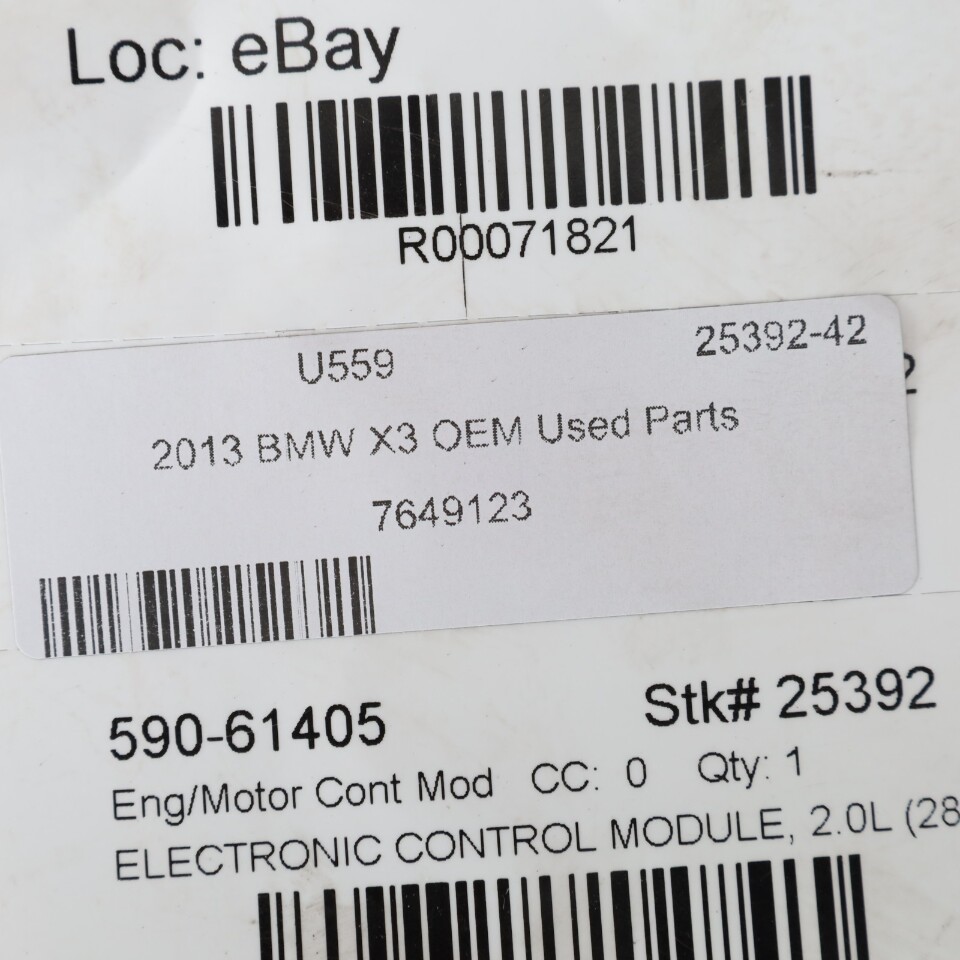 Loc: eBay
R00071821
U559 25392-42
2
2013 BMW X3 OEM Used Parts
7649123
590-61405 Stk# 25392
Eng/Motor Cont Mod CC: 0 Qty: 1
ELECTRONIC CONTROL MODULE, 2.0L (28